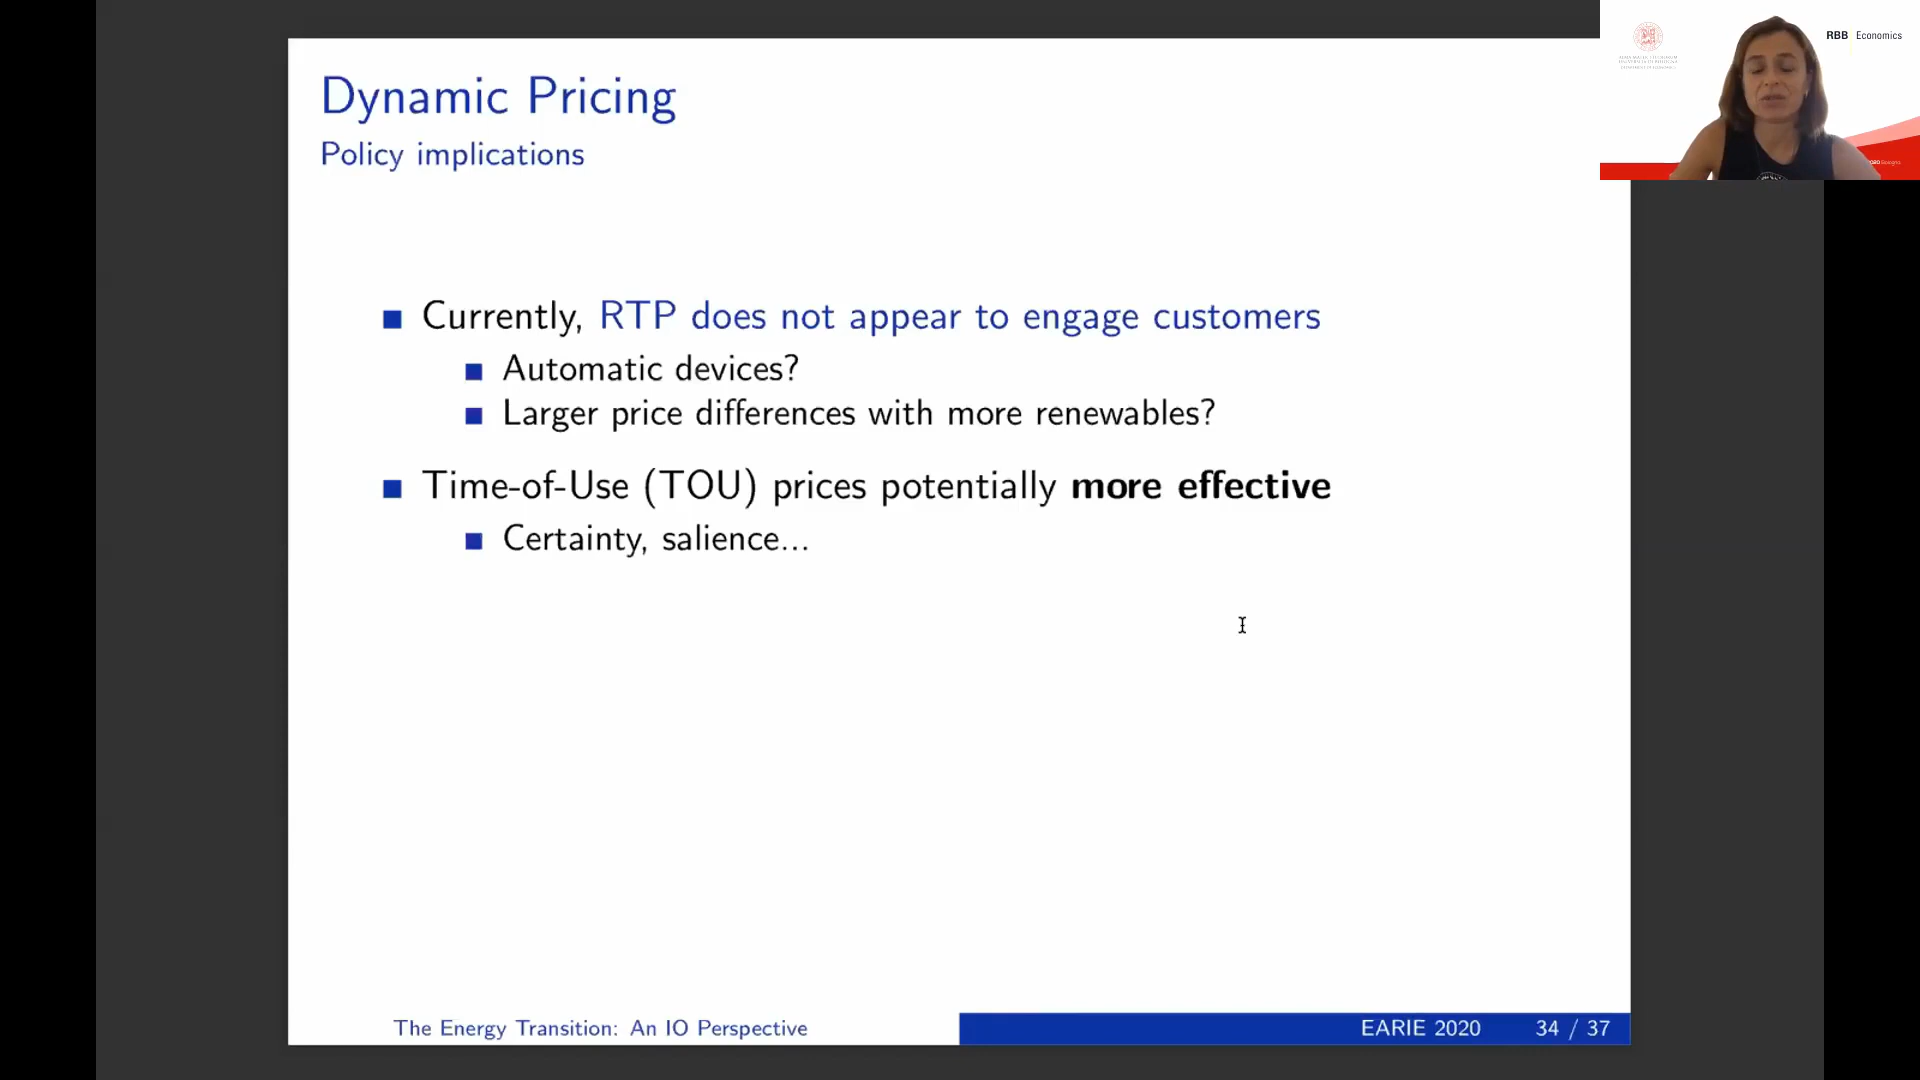 Dynamic Pricing
Policy implications
RBB Economics
Currently, RTP does not appear to engage customers
Automatic devices?
Larger price differences with more renewables?
Time-of-Use (TOU) prices potentially more effective
Certainty, salience...
The Energy Transition: An IO Perspective
EARIE 2020
34 / 37